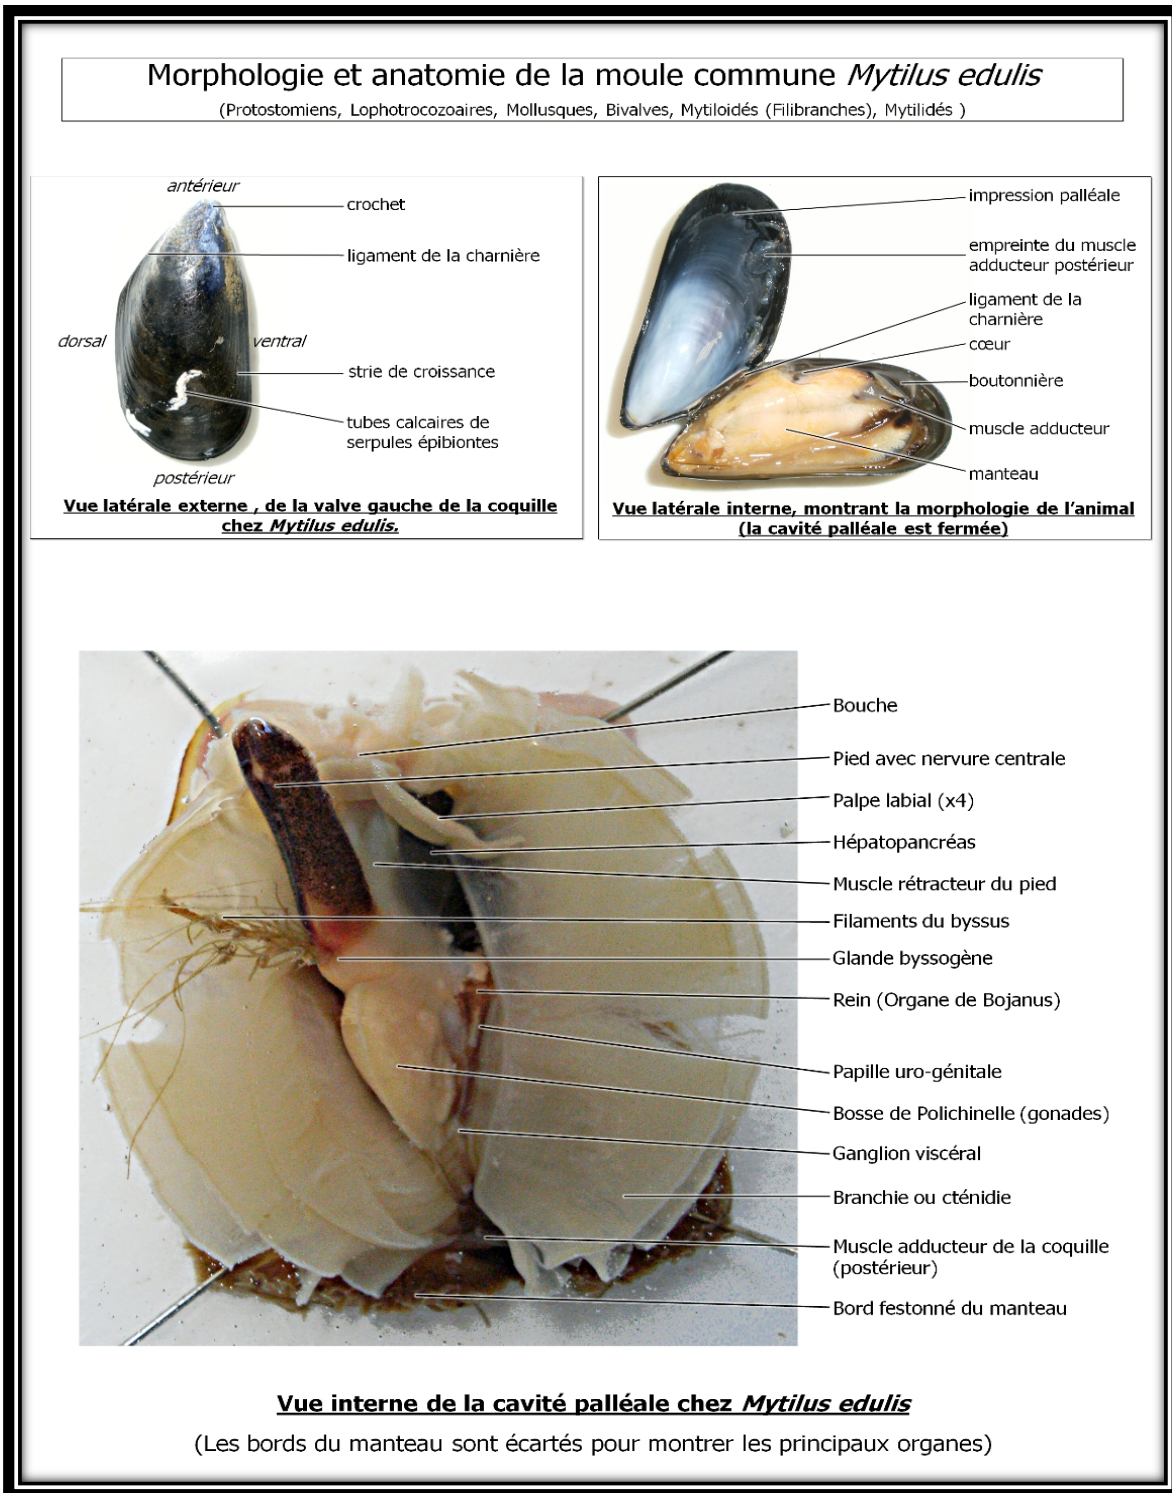 Morphologie et anatomie de la moule commune Mytilus edulis
(Protostomiens, Lophotrocozoaires, Mollusques, Bivalves, Mytiloidés (Filibranches), Mytilidés )
antérieur
crochet
ligament de la charnière
dorsal
ventral
strie de croissance
tubes calcaires de
serpules épibiontes
postérieur
Vue latérale externe , de la valve gauche de la coquille
chez Mytilus edulis.
impression palléale
empreinte du muscle
adducteur postérieur
ligament de la
charnière
cœur
boutonnière
muscle adducteur
manteau
Vue latérale interne, montrant la morphologie de l'animal
(la cavité palléale est fermée)
Bouche
Pied avec nervure centrale
Palpe labial (x4)
Hépatopancréas
Muscle rétracteur du pied
Filaments du byssus
Glande byssogène
Rein (Organe de Bojanus)
Papille uro-génitale
Bosse de Polichinelle (gonades)
Ganglion viscéral
Branchie ou cténidie
Muscle adducteur de la coquille
(postérieur)
Bord festonné du manteau
Vue interne de la cavité palléale chez Mytilus edulis
(Les bords du manteau sont écartés pour montrer les principaux organes)